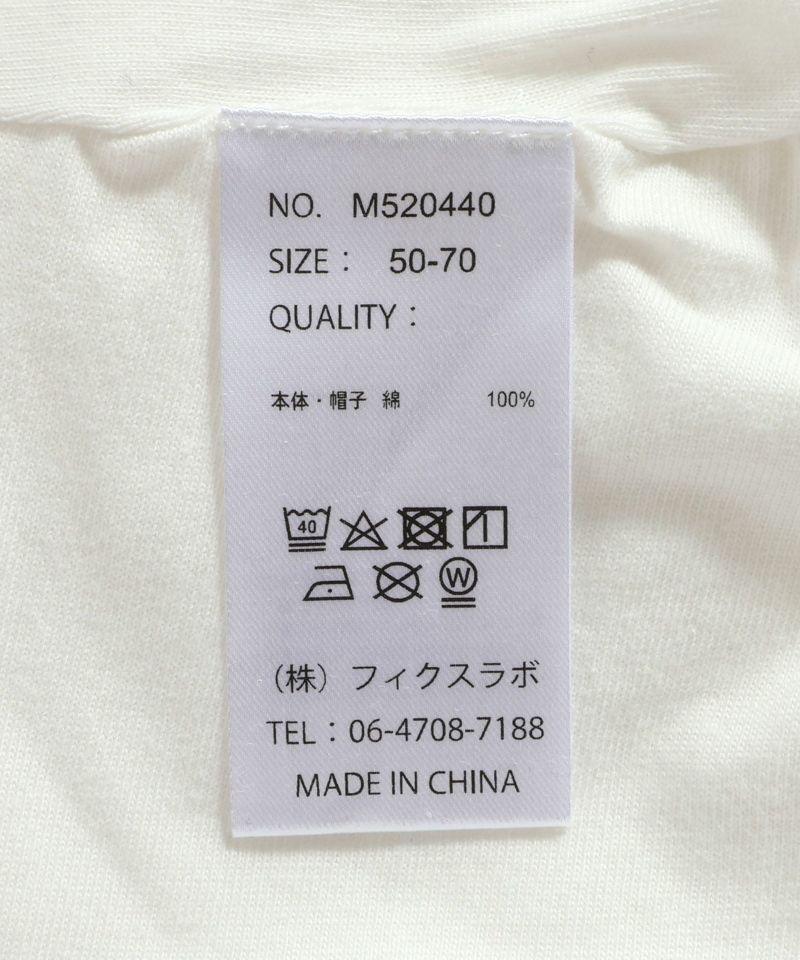 NO. M520440
SIZE： 50-70
QUALITY：
本体・帽子 綿 100%
40
W
（株）フィクスラボ
TEL：06-4708-7188
MADE IN CHINA